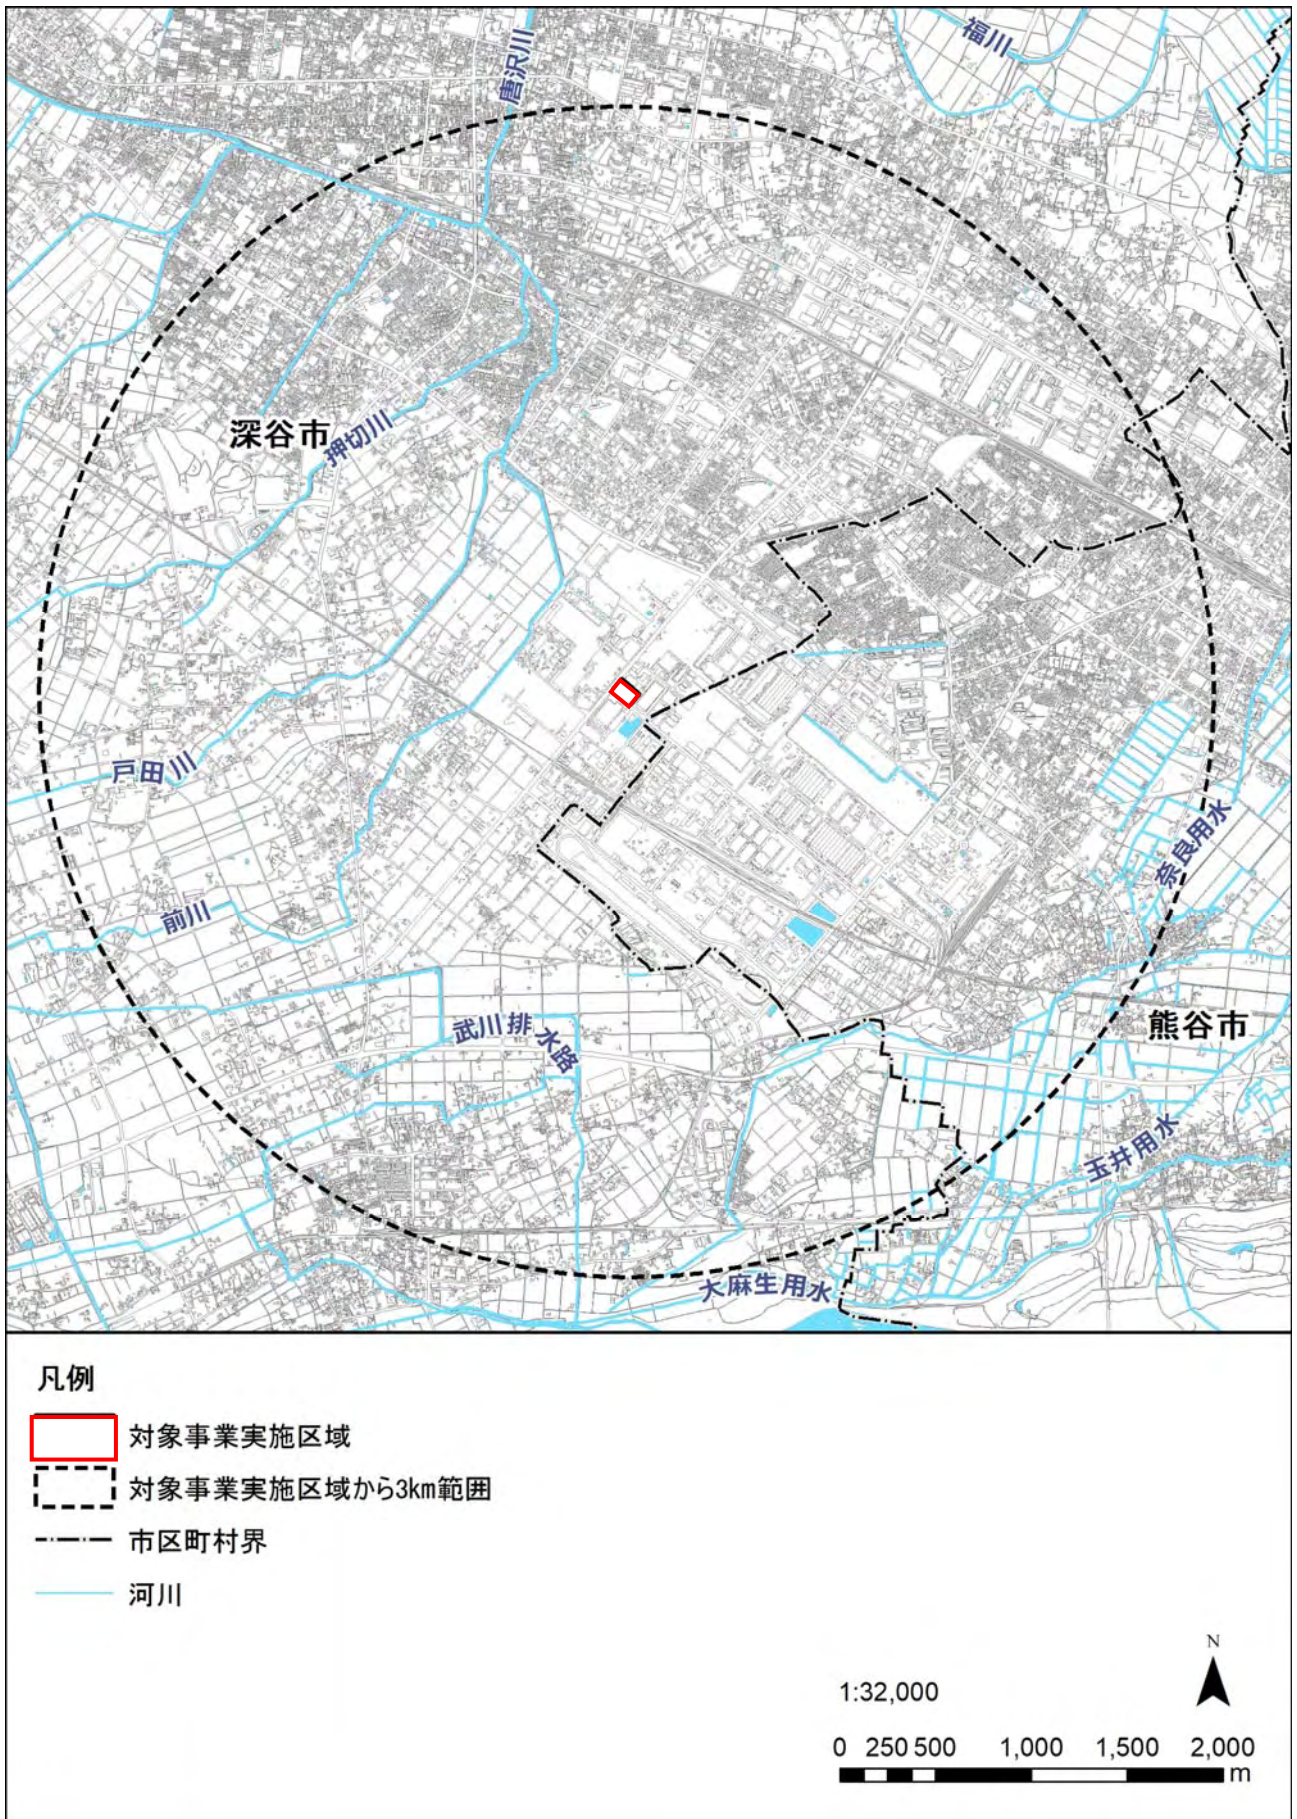 福川
唐沢川
深谷市
押切川
戸田川
奈良用水
前川
武川排水路
熊谷市
玉井用水
大麻生用水
凡例
対象事業実施区域
対象事業実施区域から3km範囲
市区町村界
河川
N
1:32,000
0 250 500 1,000 1,500 2,000
m